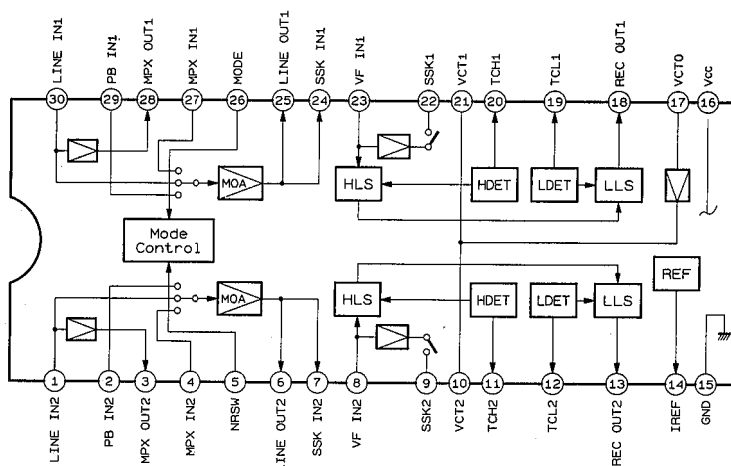 LINE IN1
PB IN1
MPX OUT1
MPX IN1
MODE
LINE OUT1
SSK IN1
VF IN1
SSK1
VCT1
TCH1
TCL1
REC OUT1
VCTO
Vcc
30 29 28 27 26 25 24 23 22 21 20 19 18 17 16
MOA HLS HDET LDET LLS
Mode
Control
REF
MOA HLS HDET LDET LLS
1 2 3 4 5 6 7 8 9 10 11 12 13 14 15
LINE IN2
PB IN2
MPX OUT2
MPX IN2
NRSW
LINE OUT2
SSK IN2
VF IN2
SSK2
VCT2
TCH2
TCL2
REC OUT2
IREF
GND